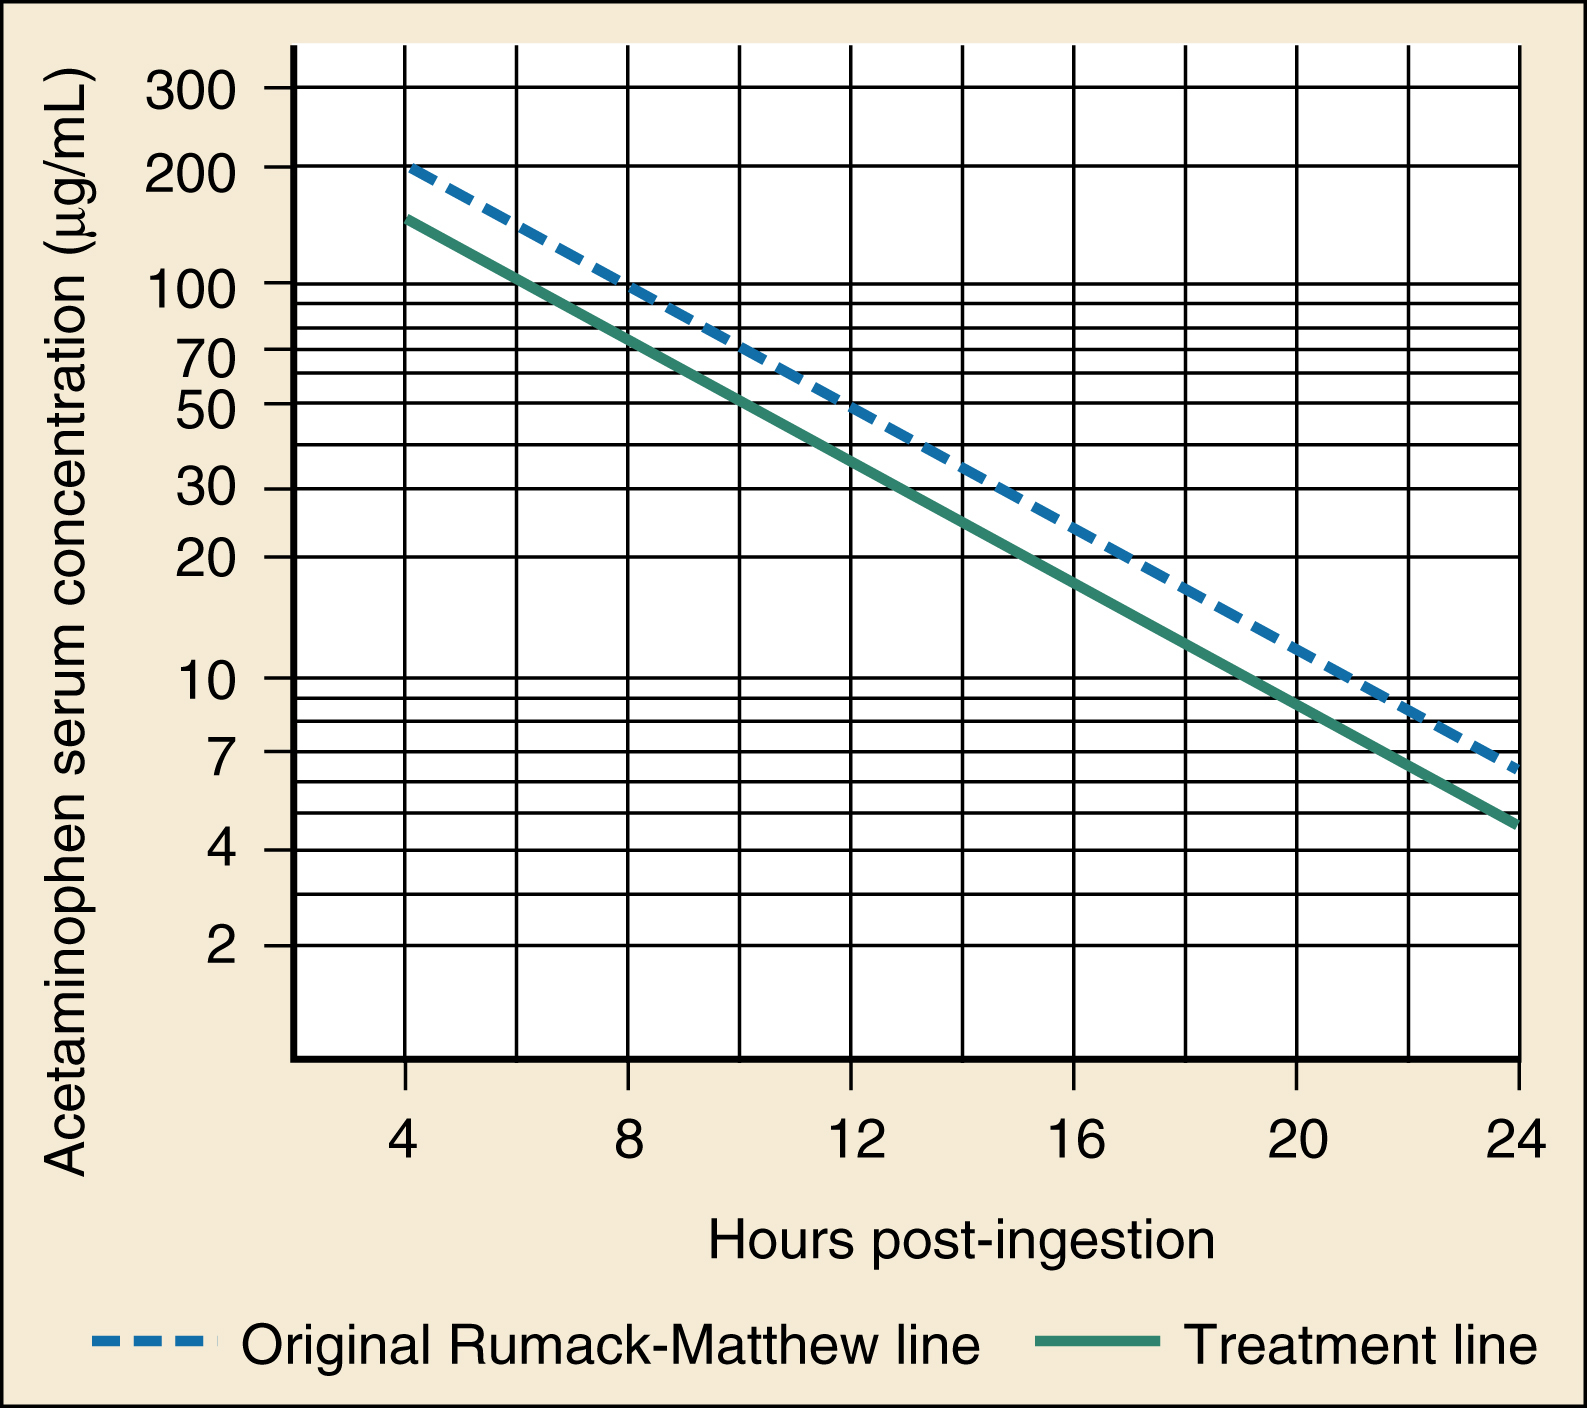 Acetaminophen serum concentration (μg/mL)
300
200
100
70
50
30
20
10
7
4
2
4 8 12 16 20 24
Hours post-ingestion
Original Rumack-Matthew line Treatment line